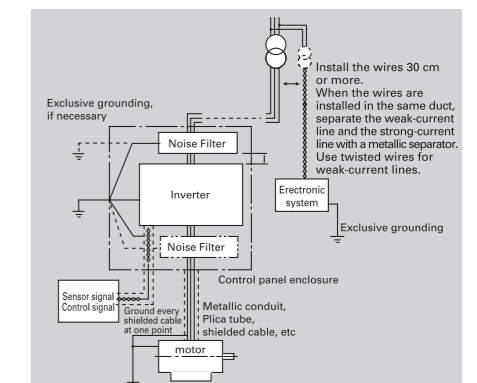 Install the wires 30 cm
or more.
When the wires are
installed in the same duct,
separate the weak-current
line and the strong-current
line with a metallic separator.
Use twisted wires for
weak-current lines.
Exclusive grounding,
if necessary
Noise Filter
Inverter
Erectronic
system
Exclusive grounding
Noise Filter
Control panel enclosure
Sensor signal
Control signal
Ground every
shielded cable
at one point
Metallic conduit,
Plica tube,
shielded cable, etc
motor